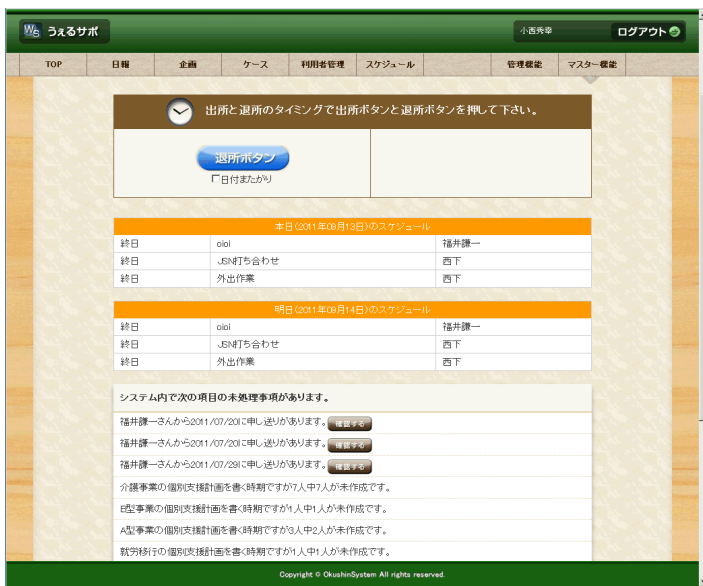 WS うぇるサポ
小西秀幸 ログアウト
TOP 日報 企画 ケース 利用者管理 スケジュール 管理機能 マスター機能
出所と退所のタイミングで出所ボタンと退所ボタンを押して下さい。
退所ボタン
日付またがり
本日(2011年09月13日)のスケジュール
終日 oioi 福井謙一
終日 JSN打ち合わせ 西下
終日 外出作業 西下
明日(2011年09月14日)のスケジュール
終日 oioi 福井謙一
終日 JSN打ち合わせ 西下
終日 外出作業 西下
システム内で次の項目の未処理事項があります。
福井謙一さんから2011/07/20に申し送りがあります。 確認する
福井謙一さんから2011/07/20に申し送りがあります。 確認する
福井謙一さんから2011/07/29に申し送りがあります。 確認する
介護事業の個別支援計画を書く時期ですが7人中7人が未作成です。
B型事業の個別支援計画を書く時期ですが1人中1人が未作成です。
A型事業の個別支援計画を書く時期ですが3人中2人が未作成です。
就労移行の個別支援計画を書く時期ですが1人中1人が未作成です。
Copyright © OkushinSystem All rights reserved.